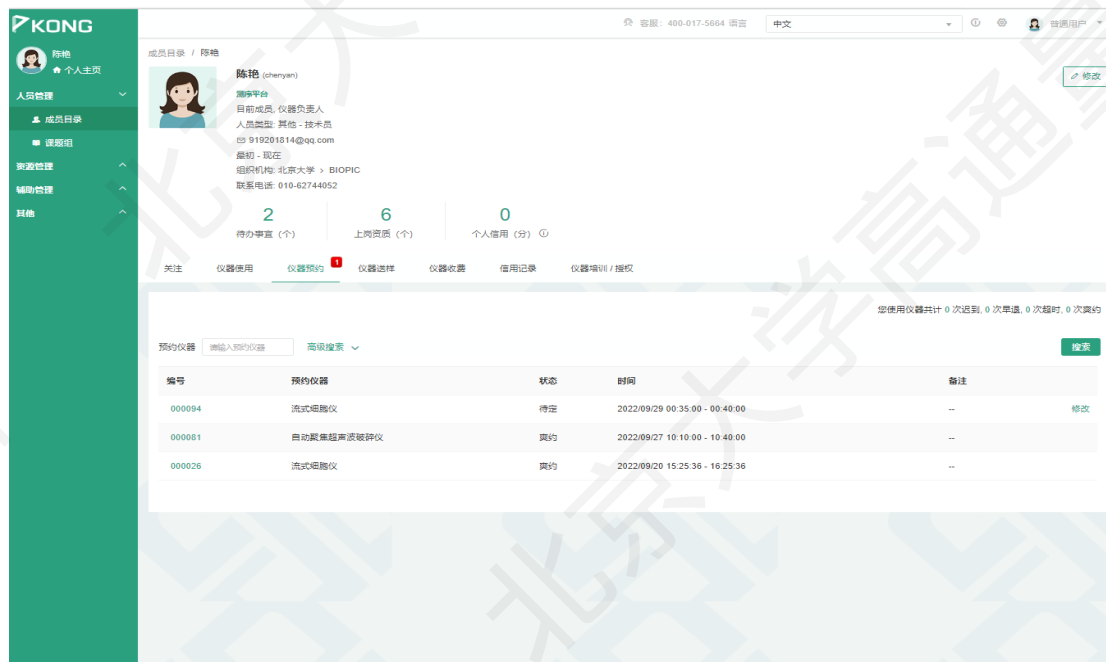 PKONG
客服：400-017-5664 语言 中文 普通用户
陈艳
个人主页
人员管理
成员目录
课题组
资源管理
辅助管理
其他
成员目录 / 陈艳
陈艳 (chenyan)
修改
测序平台
目前成员, 仪器负责人
人员类型: 其他 - 技术员
919201814@qq.com
最初 - 现在
组织机构: 北京大学 > BIOPIC
联系电话: 010-62744052
2 6 0
待办事宜（个） 上岗资质（个） 个人信用（分）
关注 仪器使用 仪器预约 1 仪器送样 仪器收费 信用记录 仪器培训 / 授权
您使用仪器共计 0 次迟到, 0 次早退, 0 次超时, 0 次爽约
预约仪器 请输入预约仪器 高级搜索 搜索
编号 预约仪器 状态 时间 备注
000094 流式细胞仪 待定 2022/09/29 00:35:00 - 00:40:00 -- 修改
000081 自动聚焦超声波破碎仪 爽约 2022/09/27 10:10:00 - 10:40:00 --
000026 流式细胞仪 爽约 2022/09/20 15:25:36 - 16:25:36 --
北京大学高通量
北京